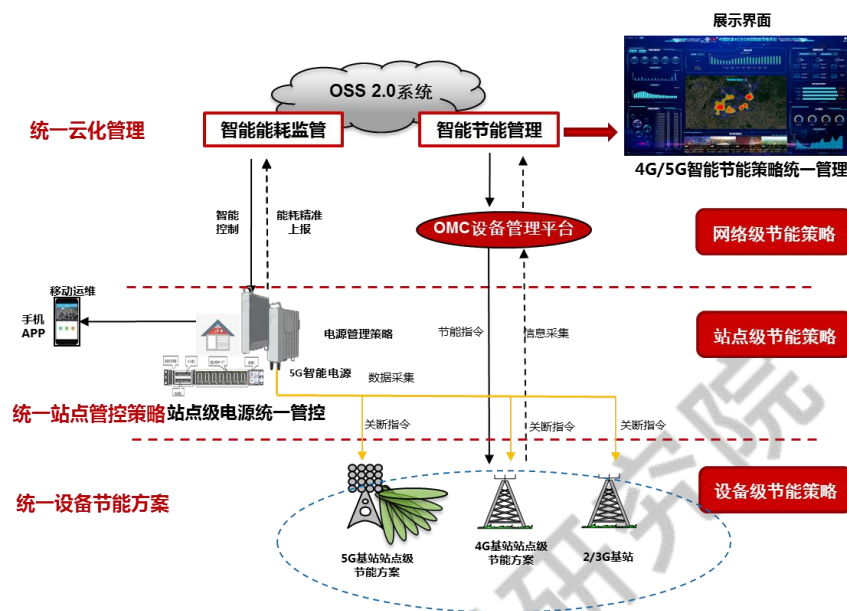 展示界面
OSS 2.0系统
统一云化管理
智能能耗监管
智能节能管理
4G/5G智能节能策略统一管理
智能
控制
能耗精准
上报
OMC设备管理平台
网络级节能策略
移动运维
手机
APP
电源管理策略
节能指令
信息采集
站点级节能策略
5G智能电源
数据采集
统一站点管控策略
站点级电源统一管控
关断指令
关断指令
关断指令
统一设备节能方案
设备级节能策略
5G基站站点级
节能方案
4G基站站点级
节能方案
2/3G基站
研究院